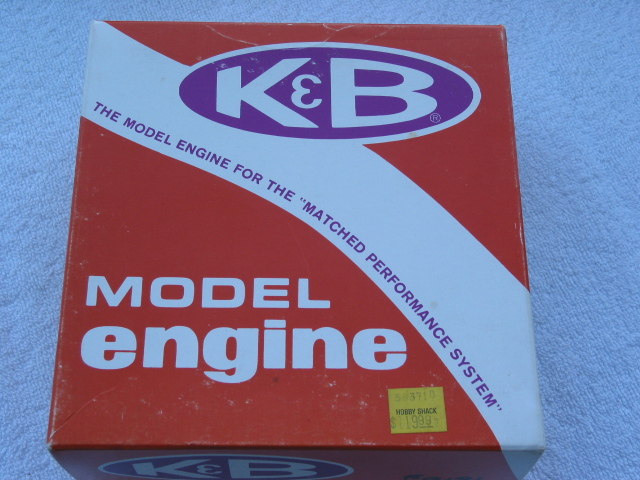 K&B
®
THE MODEL ENGINE FOR THE "MATCHED PERFORMANCE SYSTEM"
MODEL
engine
HOBBY SHACK
K&B